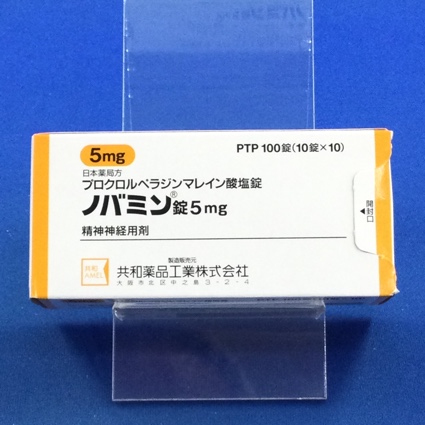 5mg
PTP 100錠(10錠×10)
日本薬局方
プロクロルペラジンマレイン酸塩錠
ノバミン®錠5mg
精神神経用剤
開封口
製造販売元
共和薬品工業株式会社
大阪市北区中之島3-2-4